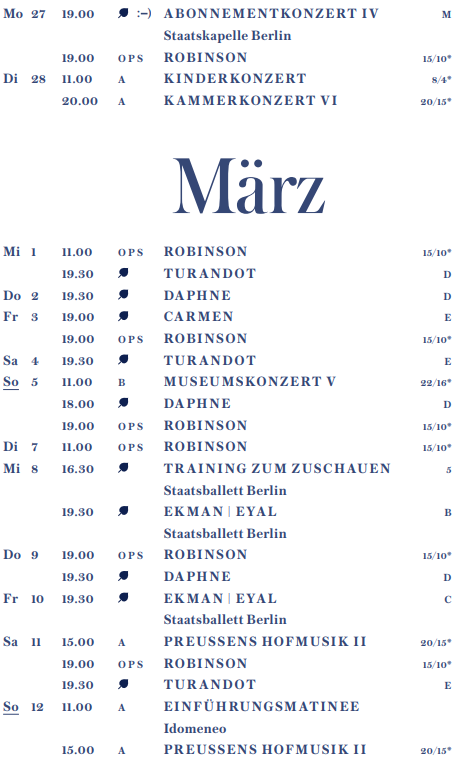 Mo 27 19.00 :–) ABONNEMENTKONZERT IV M
Staatskapelle Berlin
19.00 OPS ROBINSON 15/10*
Di 28 11.00 A KINDERKONZERT 8/4*
20.00 A KAMMERKONZERT VI 20/15*
März
Mi 1 11.00 OPS ROBINSON 15/10*
19.30 TURANDOT D
Do 2 19.30 DAPHNE D
Fr 3 19.00 CARMEN E
19.00 OPS ROBINSON 15/10*
Sa 4 19.30 TURANDOT E
So 5 11.00 B MUSEUMSKONZERT V 22/16*
18.00 DAPHNE D
19.00 OPS ROBINSON 15/10*
Di 7 11.00 OPS ROBINSON 15/10*
Mi 8 16.30 TRAINING ZUM ZUSCHAUEN 5
Staatsballett Berlin
19.30 EKMAN | EYAL B
Staatsballett Berlin
Do 9 19.00 OPS ROBINSON 15/10*
19.30 DAPHNE D
Fr 10 19.30 EKMAN | EYAL C
Staatsballett Berlin
Sa 11 15.00 A PREUSSENS HOFMUSIK II 20/15*
19.00 OPS ROBINSON 15/10*
19.30 TURANDOT E
So 12 11.00 A EINFÜHRUNGSMATINEE
Idomeneo
15.00 A PREUSSENS HOFMUSIK II 20/15*